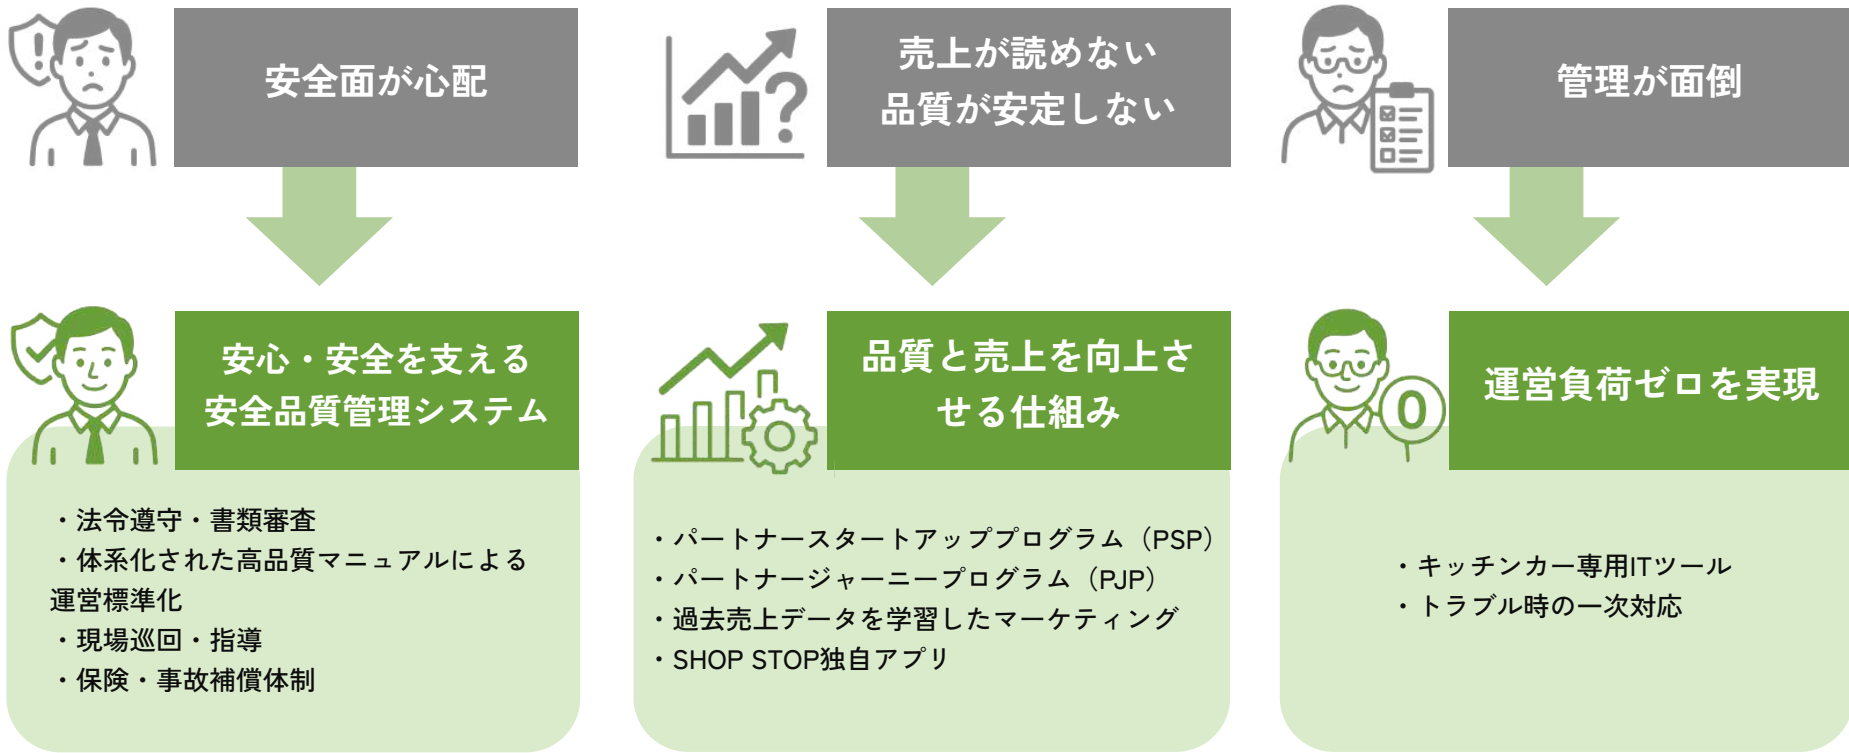 安全面が心配
売上が読めない
品質が安定しない
管理が面倒
安心・安全を支える
安全品質管理システム
品質と売上を向上さ
せる仕組み
運営負荷ゼロを実現
0
・法令遵守・書類審査
・体系化された高品質マニュアルによる
運営標準化
・現場巡回・指導
・保険・事故補償体制
・パートナースタートアッププログラム（PSP）
・パートナージャーニープログラム（PJP）
・過去売上データを学習したマーケティング
・SHOP STOP独自アプリ
・キッチンカー専用ITツール
・トラブル時の一次対応